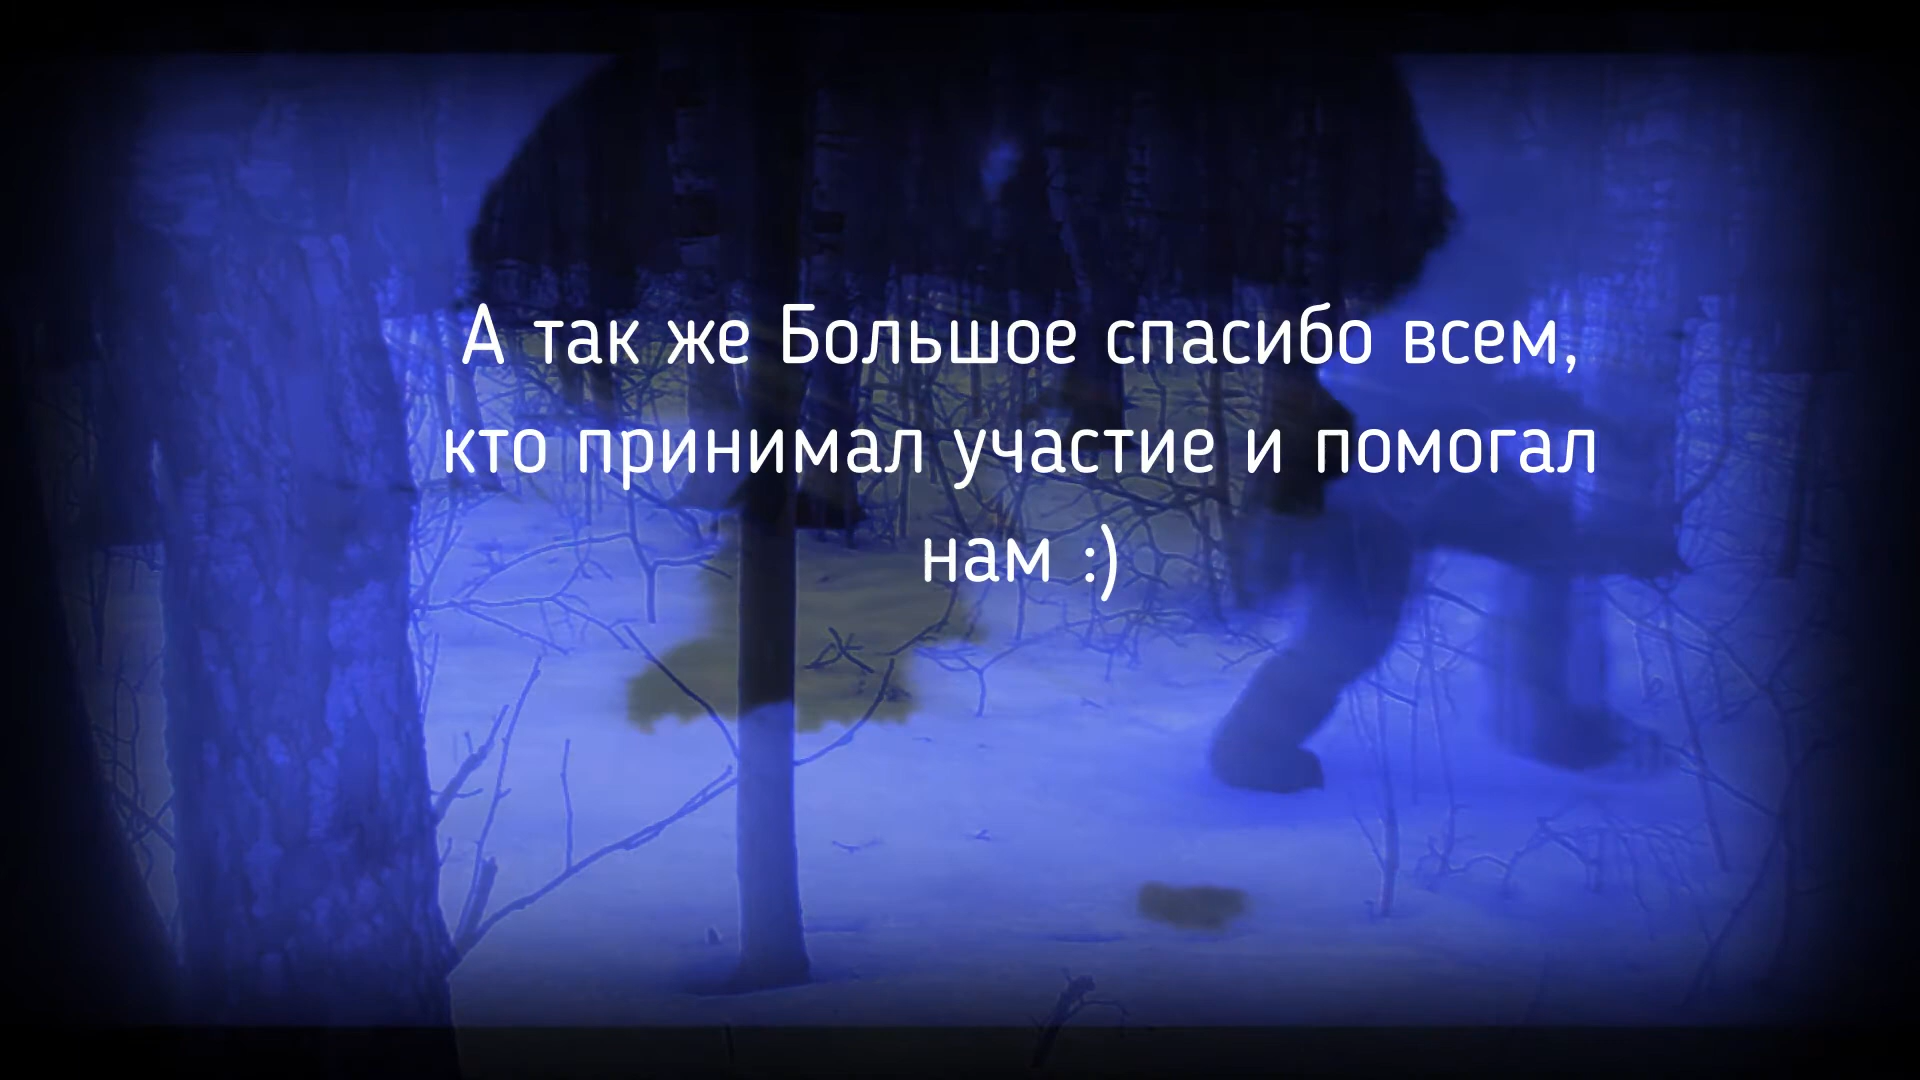 А так же Большое спасибо всем,
кто принимал участие и помогал
нам :)